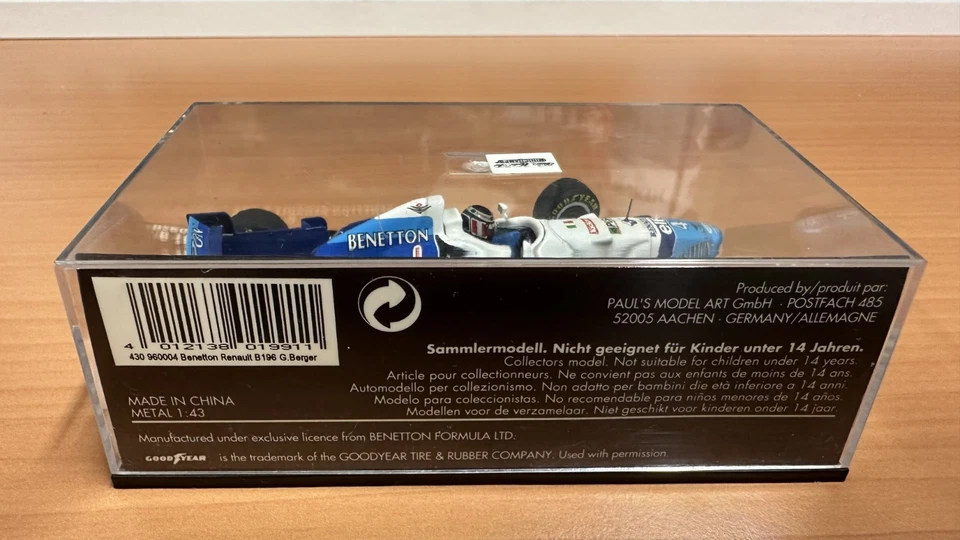 BENETTON
GOODYEAR
4 012138 019911
430 960004 Benetton Renault B196 G.Berger
Produced by/produit par:
PAUL'S MODEL ART GmbH · POSTFACH 485
52005 AACHEN · GERMANY/ALLEMAGNE
Sammlermodell. Nicht geeignet für Kinder unter 14 Jahren.
Collectors model. Not suitable for children under 14 years.
Article pour collectionneurs. Ne convient pas aux enfants de moins de 14 ans.
Automodello per collezionismo. Non adatto per bambini die età inferiore a 14 anni.
Modelo para coleccionistas. No recomendable para niños menores de 14 años.
Modellen voor de verzamelaar. Niet geschikt voor kinderen onder 14 jaar.
MADE IN CHINA
METAL 1:43
Manufactured under exclusive licence from BENETTON FORMULA LTD.
GOODYEAR is the trademark of the GOODYEAR TIRE & RUBBER COMPANY. Used with permission.